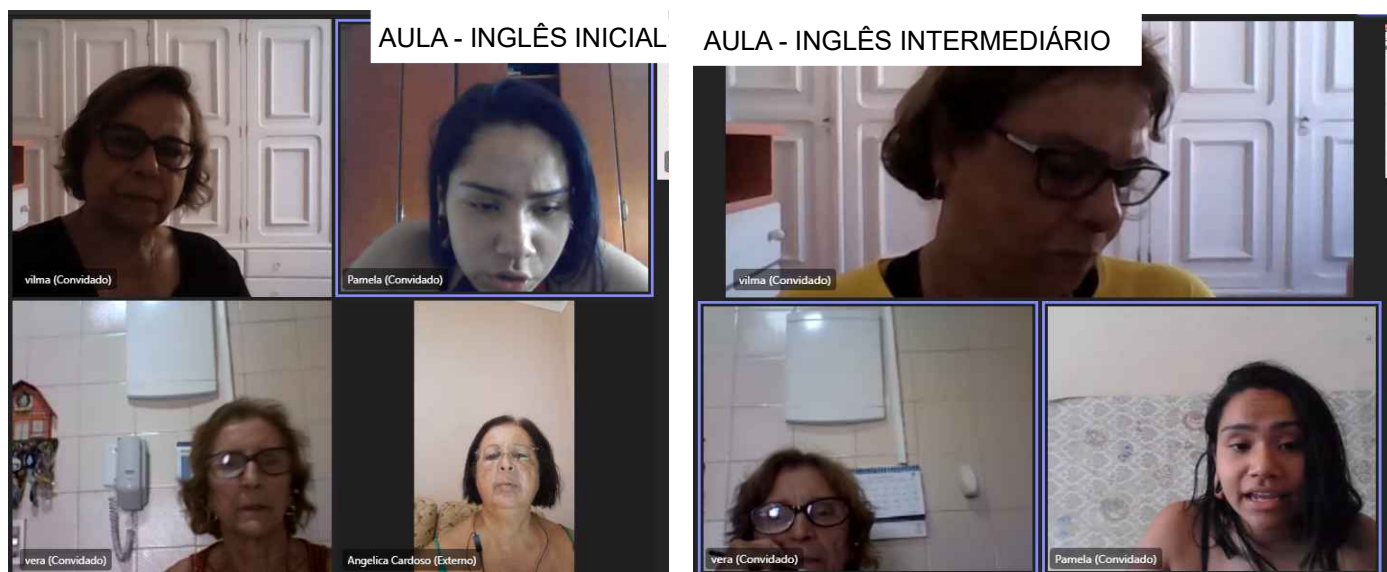 AULA - INGLÊS INICIAL
vilma (Convidado)
Pamela (Convidado)
vera (Convidado)
Angelica Cardoso (Externo)
AULA - INGLÊS INTERMEDIÁRIO
vilma (Convidado)
vera (Convidado)
Pamela (Convidado)